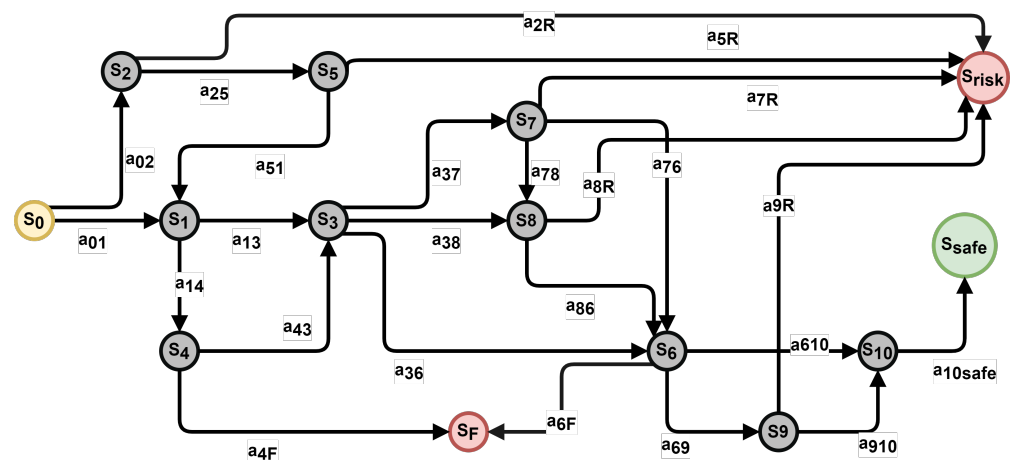 a2R
a5R
S2
S5
Srisk
a25
a7R
S7
a02
a51
a37
a78
a8R
a76
a9R
S0
S1
S3
S8
a01
a13
a38
Ssafe
a14
a86
a43
a610
S4
S6
S10
a36
a10safe
a6F
SF
S9
a4F
a69
a910